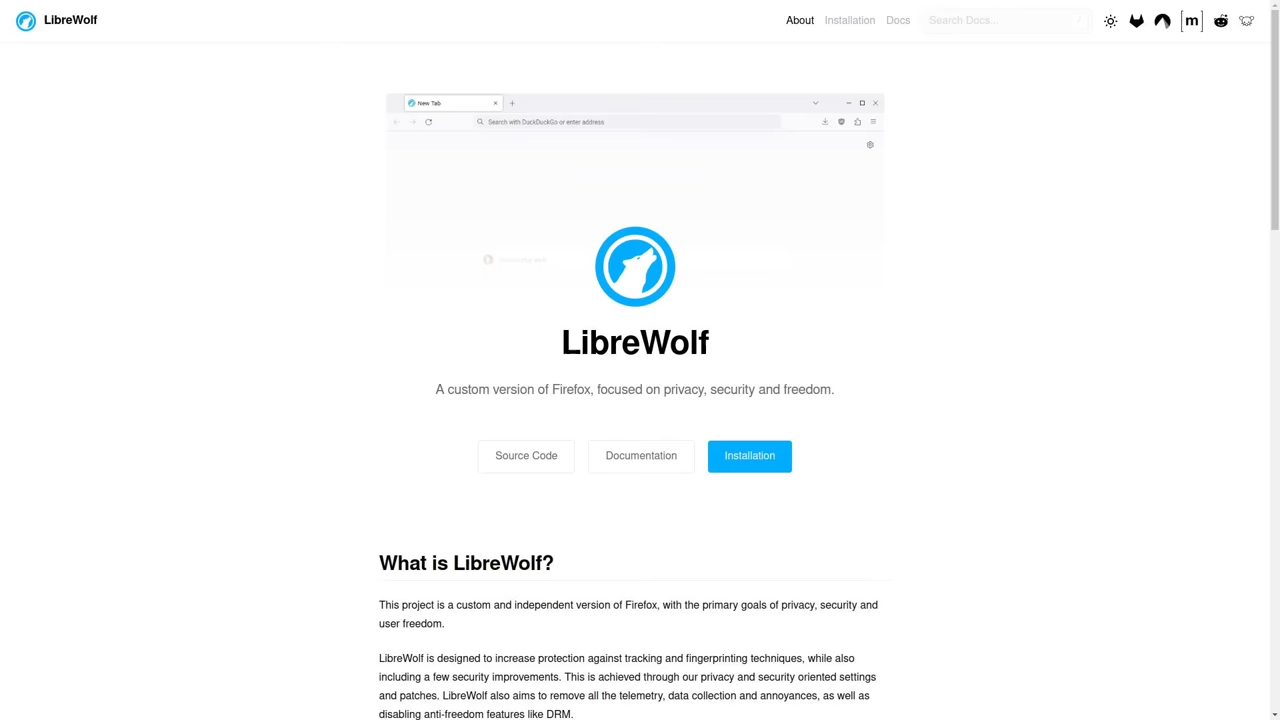 LibreWolf
About Installation Docs Search Docs... /
New Tab
Search with DuckDuckGo or enter address
LibreWolf
A custom version of Firefox, focused on privacy, security and freedom.
Source Code Documentation Installation
What is LibreWolf?
This project is a custom and independent version of Firefox, with the primary goals of privacy, security and
user freedom.
LibreWolf is designed to increase protection against tracking and fingerprinting techniques, while also
including a few security improvements. This is achieved through our privacy and security oriented settings
and patches. LibreWolf also aims to remove all the telemetry, data collection and annoyances, as well as
disabling anti-freedom features like DRM.